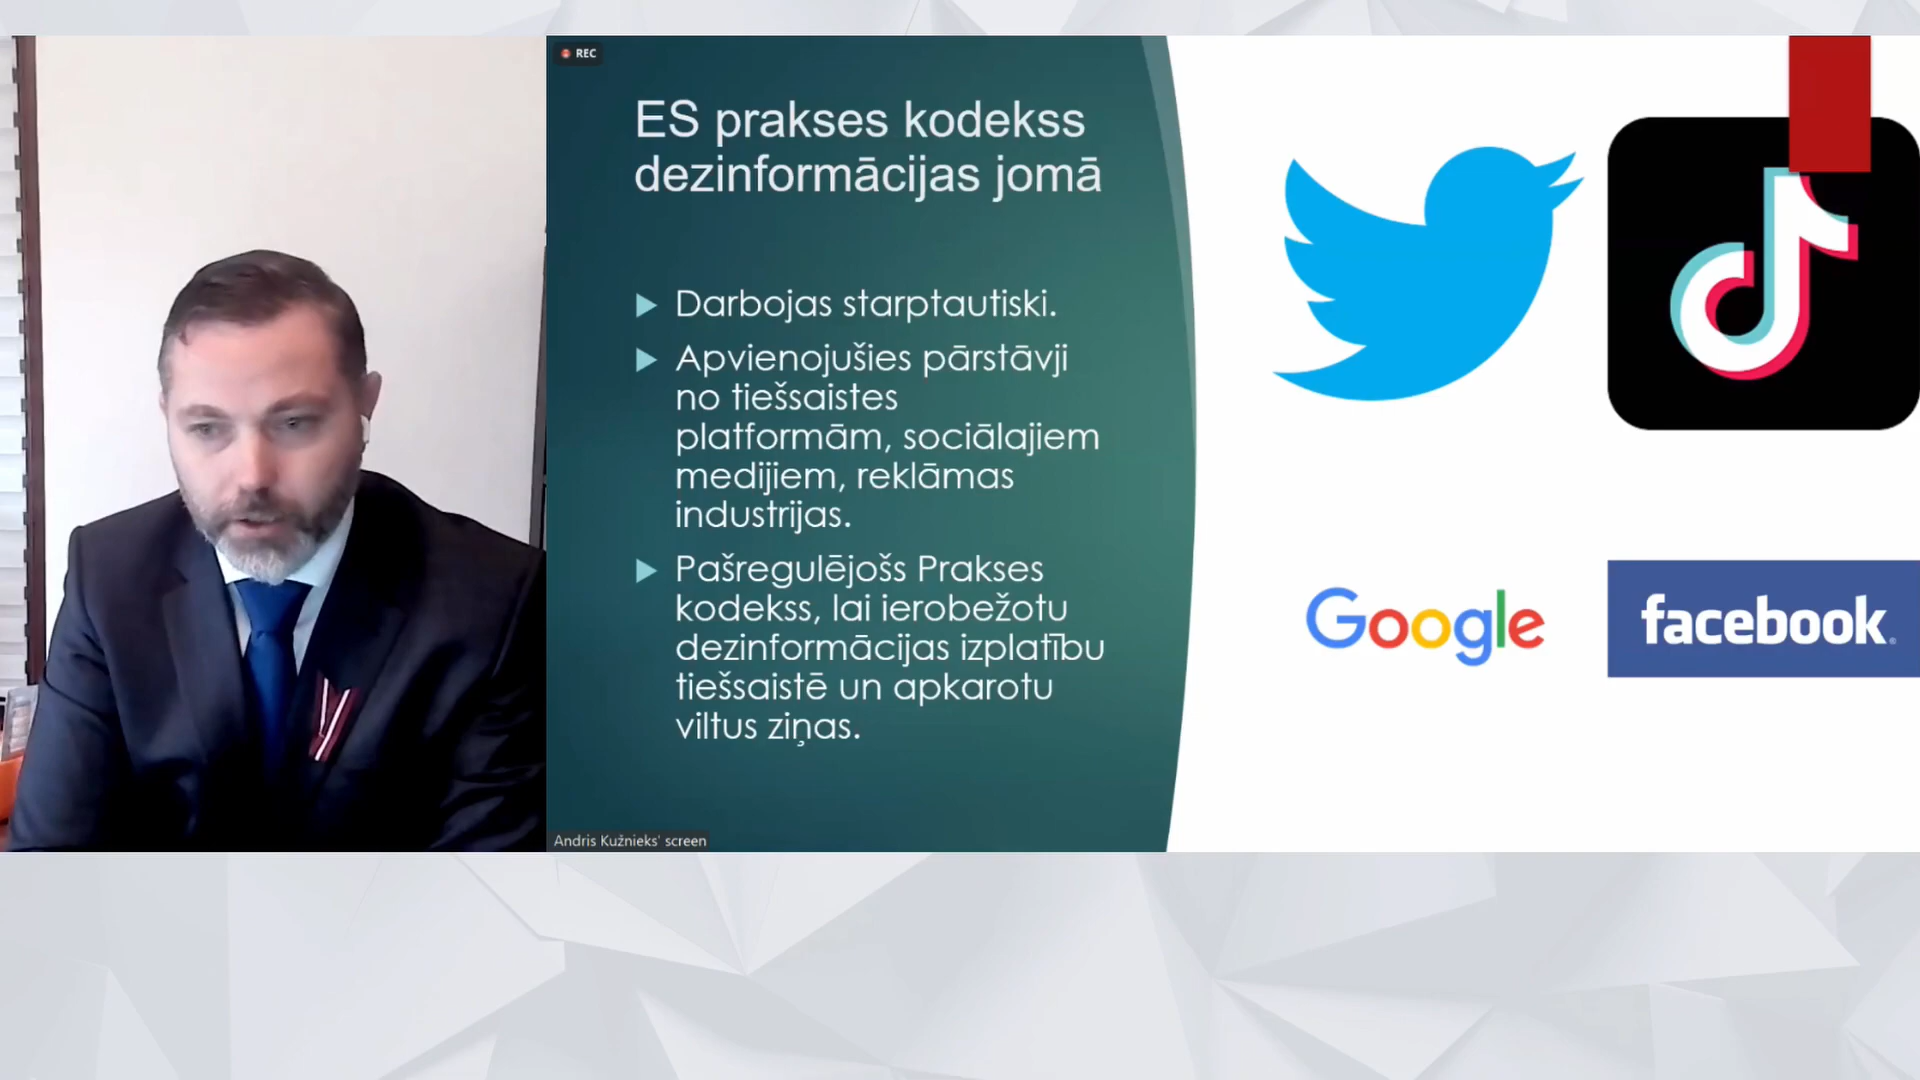 REC
ES prakses kodekss
dezinformācijas jomā
Darbojas starptautiski.
Apvienojušies pārstāvji
no tiešsaistes
platformām, sociālajiem
medijiem, reklāmas
industrijas.
Pašregulējošs Prakses
kodekss, lai ierobežotu
dezinformācijas izplatību
tiešsaistē un apkarotu
viltus ziņas.
Google
facebook
Andris Kužnieks' screen